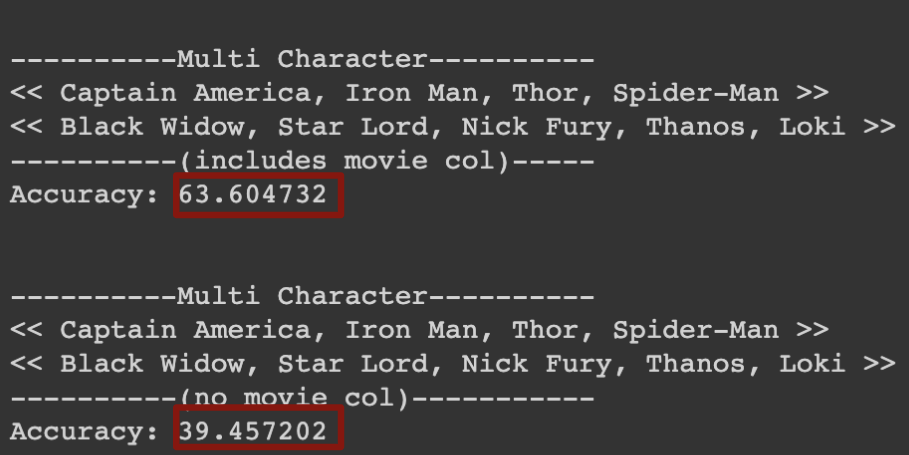 ----------Multi Character----------
<< Captain America, Iron Man, Thor, Spider-Man >>
<< Black Widow, Star Lord, Nick Fury, Thanos, Loki >>
----------(includes movie col)-----
Accuracy: 63.604732
----------Multi Character----------
<< Captain America, Iron Man, Thor, Spider-Man >>
<< Black Widow, Star Lord, Nick Fury, Thanos, Loki >>
----------(no movie col)-----------
Accuracy: 39.457202